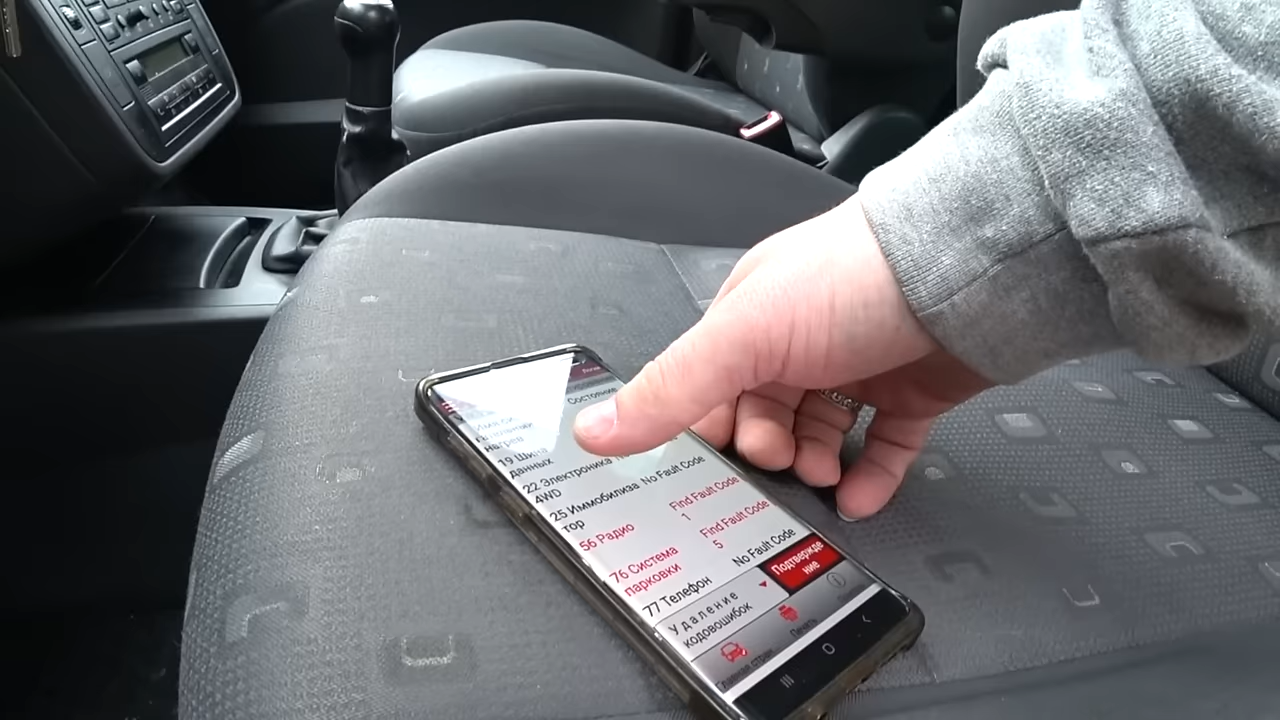 Состояние
19 Шина
данных
22 Электроника
4WD
25 Иммобилиза No Fault Code
тор
56 Радио Find Fault Code
1
76 Система Find Fault Code
парковки 5
77 Телефон No Fault Code
Удаление
кодовошибок
Подтвержде
ние
Печать